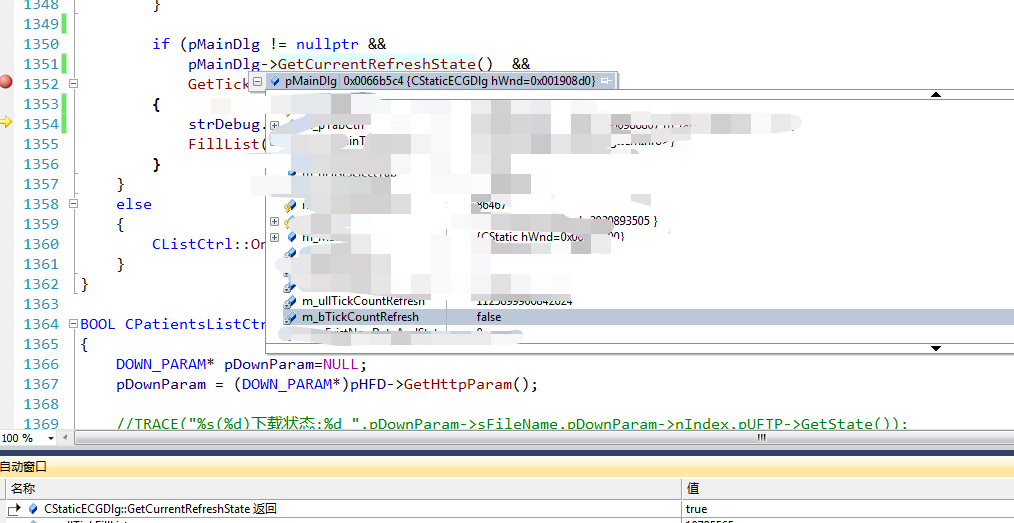 1348 }
1349
1350 if (pMainDlg != nullptr &&
1351 pMainDlg->GetCurrentRefreshState() &&
1352 GetTick
pMainDlg 0x0066b5c4 {CStaticECGDlg hWnd=0x001908d0}
1353 {
1354 strDebug.
1355 FillList(
1356 }
1357 }
1358 else
86467
1359 {
3920893505 }
1360 CListCtrl::On
{CStatic hWnd=0x00
1361 }
1362 }
1363
m_ullTickCountRefresh 1125899906842624
m_bTickCountRefresh false
1364 BOOL CPatientsListCtr
1365 {
1366 DOWN_PARAM* pDownParam=NULL;
1367 pDownParam = (DOWN_PARAM*)pHFD->GetHttpParam();
1368
1369 //TRACE("%s(%d)下载状态:%d ",pDownParam->sFileName,pDownParam->nIndex,pUFTP->GetState());
100 %
自动窗口
名称 值
CStaticECGDlg::GetCurrentRefreshState 返回 true